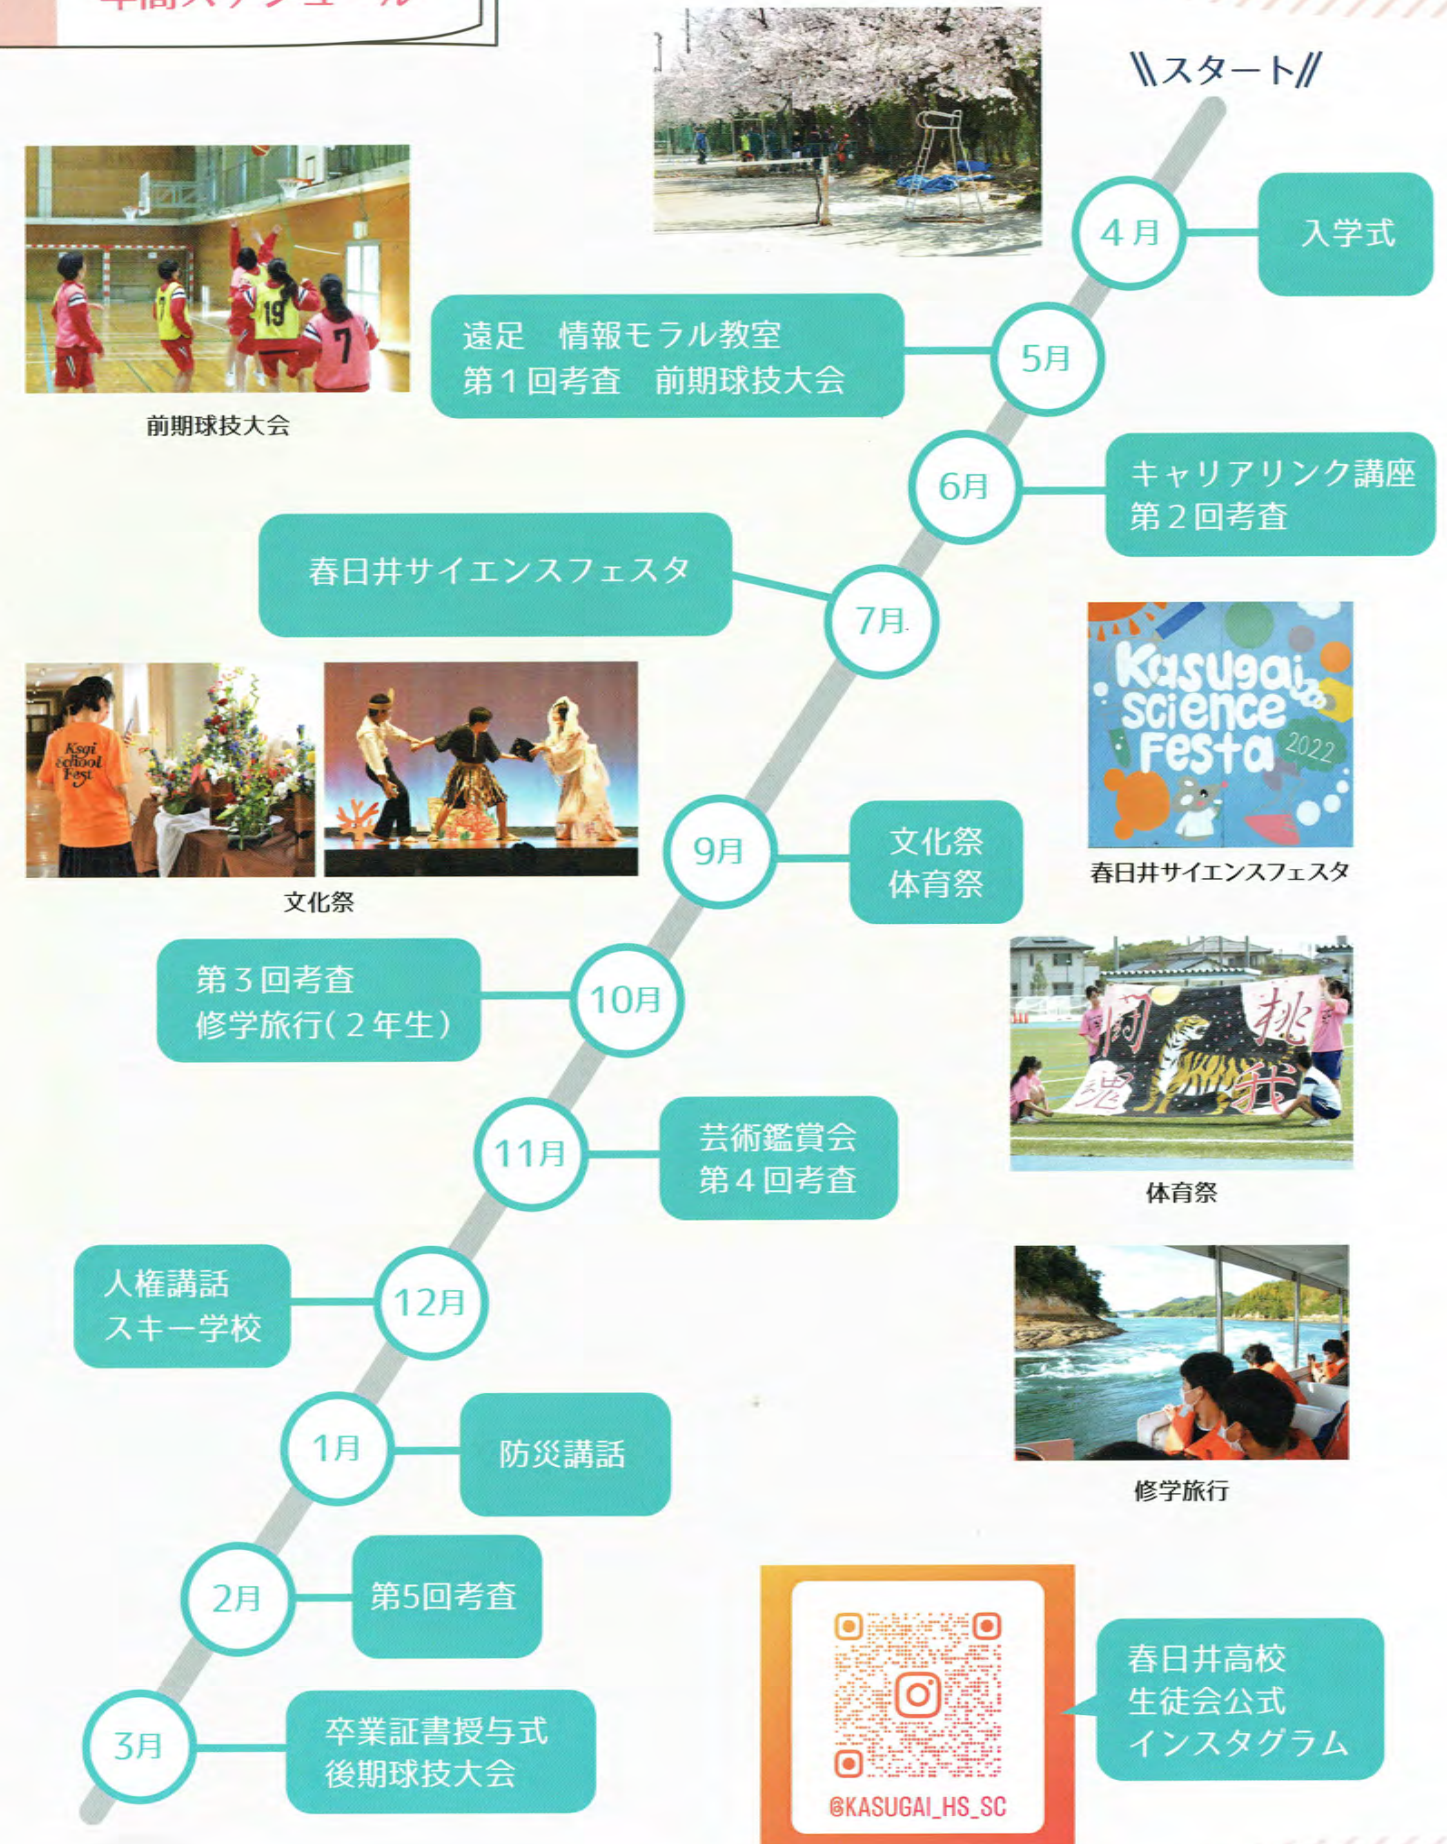 年間スケジュール
\\スタート//
4月
入学式
5月
遠足　情報モラル教室
第1回考査　前期球技大会
前期球技大会
19
7
6月
キャリアリンク講座
第2回考査
7月
春日井サイエンスフェスタ
Kasugai
science
Festa
2022
春日井サイエンスフェスタ
Ksgi
School
Fest
文化祭
9月
文化祭
体育祭
10月
第3回考査
修学旅行(2年生)
闘魂
挑戦
体育祭
11月
芸術鑑賞会
第4回考査
12月
人権講話
スキー学校
修学旅行
1月
防災講話
2月
第5回考査
3月
卒業証書授与式
後期球技大会
@KASUGAI_HS_SC
春日井高校
生徒会公式
インスタグラム